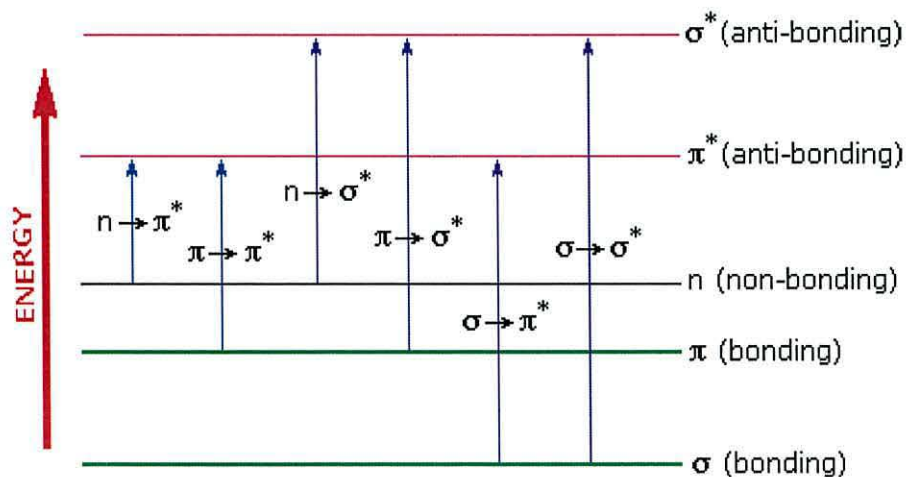 σ* (anti-bonding)
π* (anti-bonding)
n → π*
n → σ*
π → π*
π → σ*
σ → σ*
n (non-bonding)
σ → π*
π (bonding)
σ (bonding)
ENERGY